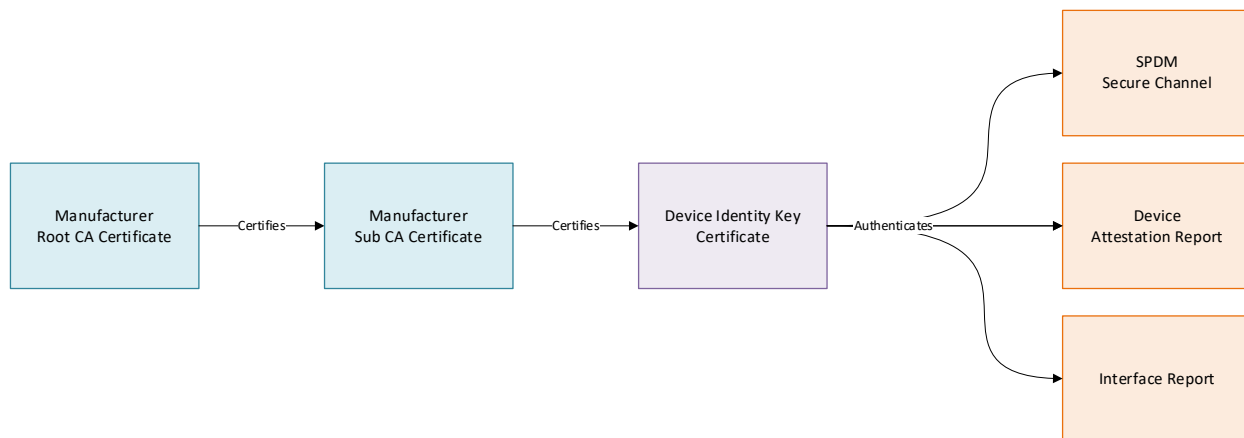 SPDM
Secure Channel
Manufacturer
Root CA Certificate
Certifies
Manufacturer
Sub CA Certificate
Certifies
Device Identity Key
Certificate
Authenticates
Device
Attestation Report
Interface Report